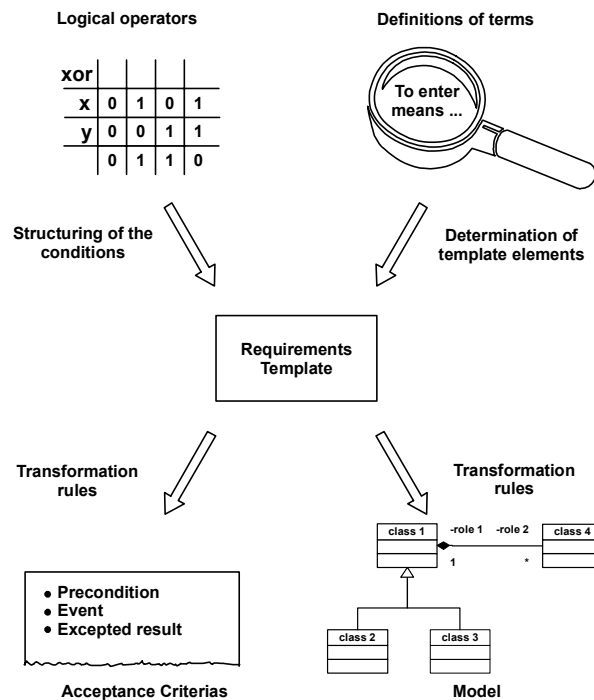 Logical operators
Definitions of terms
xor
x 0 1 0 1
y 0 0 1 1
0 1 1 0
To enter
means ...
Structuring of the
conditions
Determination of
template elements
Requirements
Template
Transformation
rules
Transformation
rules
class 1
-role 1
-role 2
class 4
1
*
class 2
class 3
• Precondition
• Event
• Excepted result
Acceptance Criterias
Model